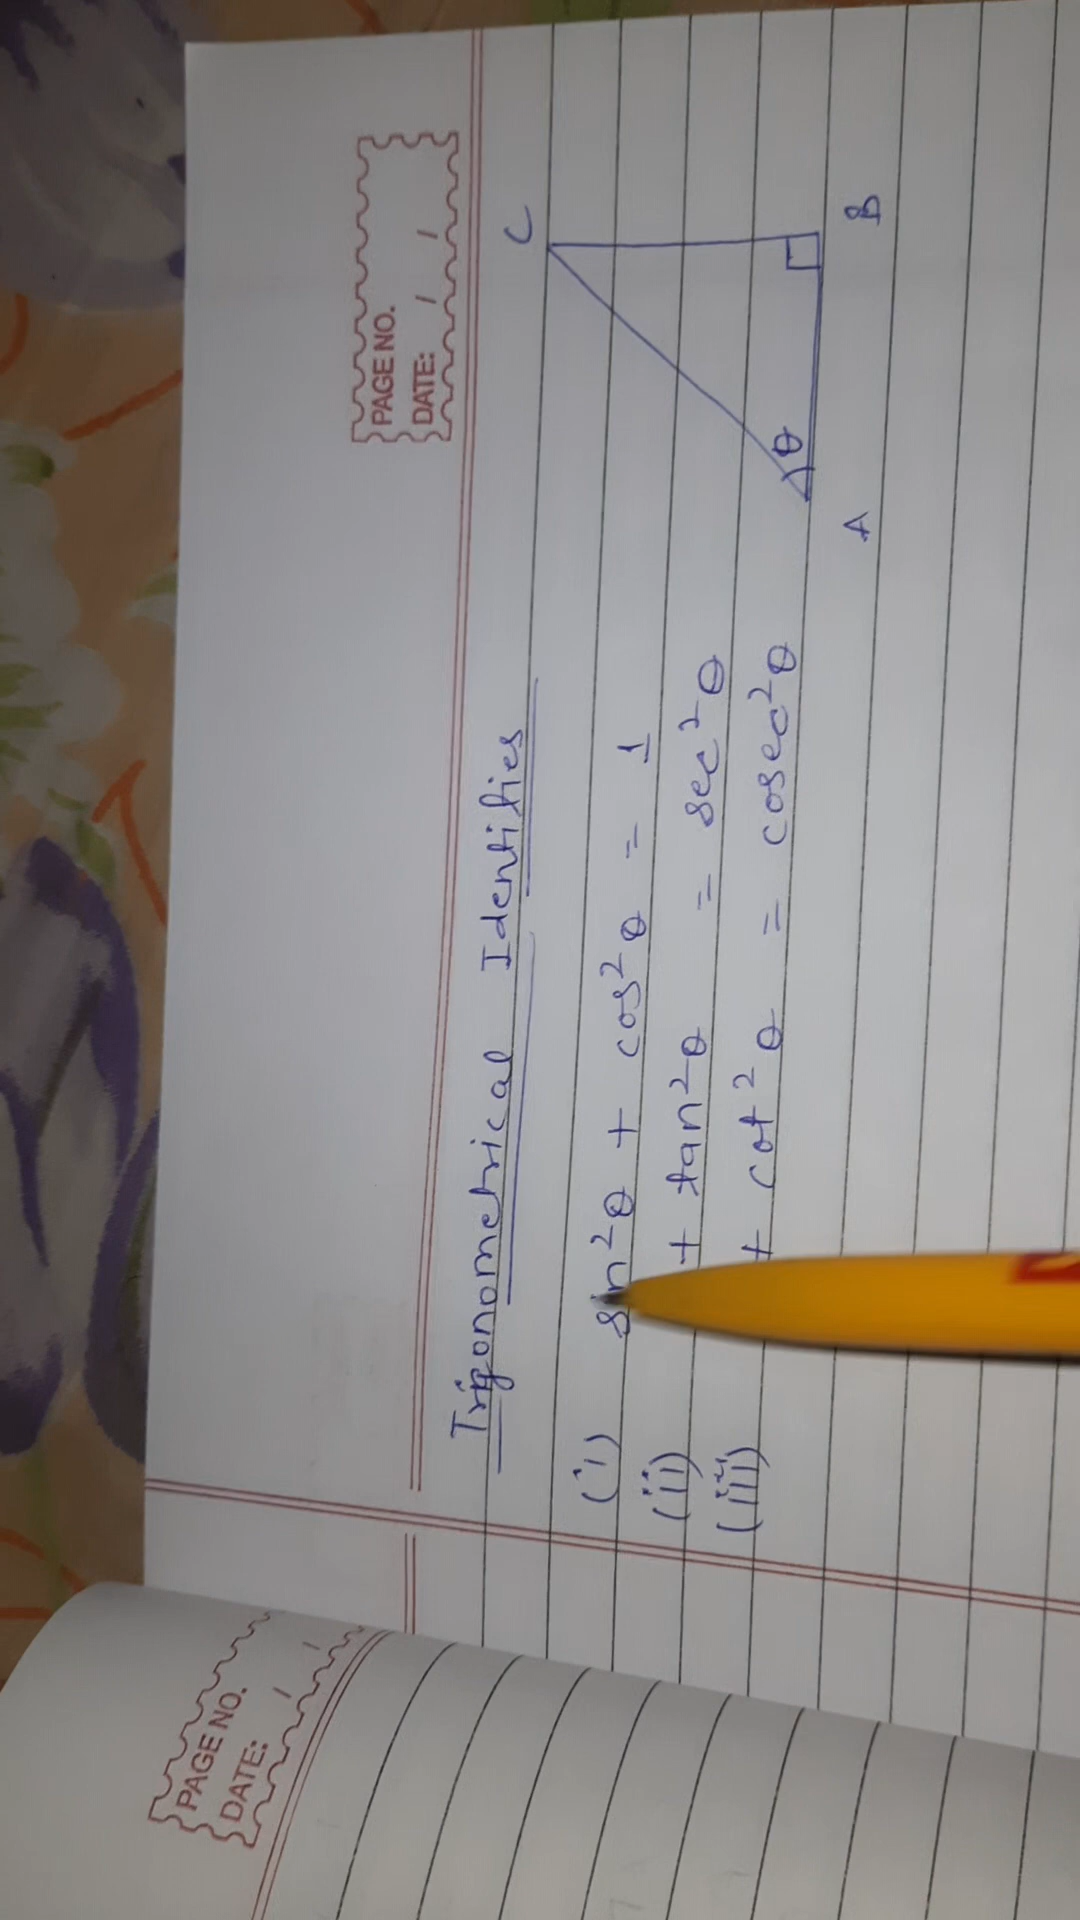 PAGE NO.
DATE: / /
Trigonometrical Identities
(i) sin²θ + cos²θ = 1
(ii) + tan²θ = sec²θ
(iii) + cot²θ = cosec²θ
C
θ
A B
PAGE NO.
DATE: / /